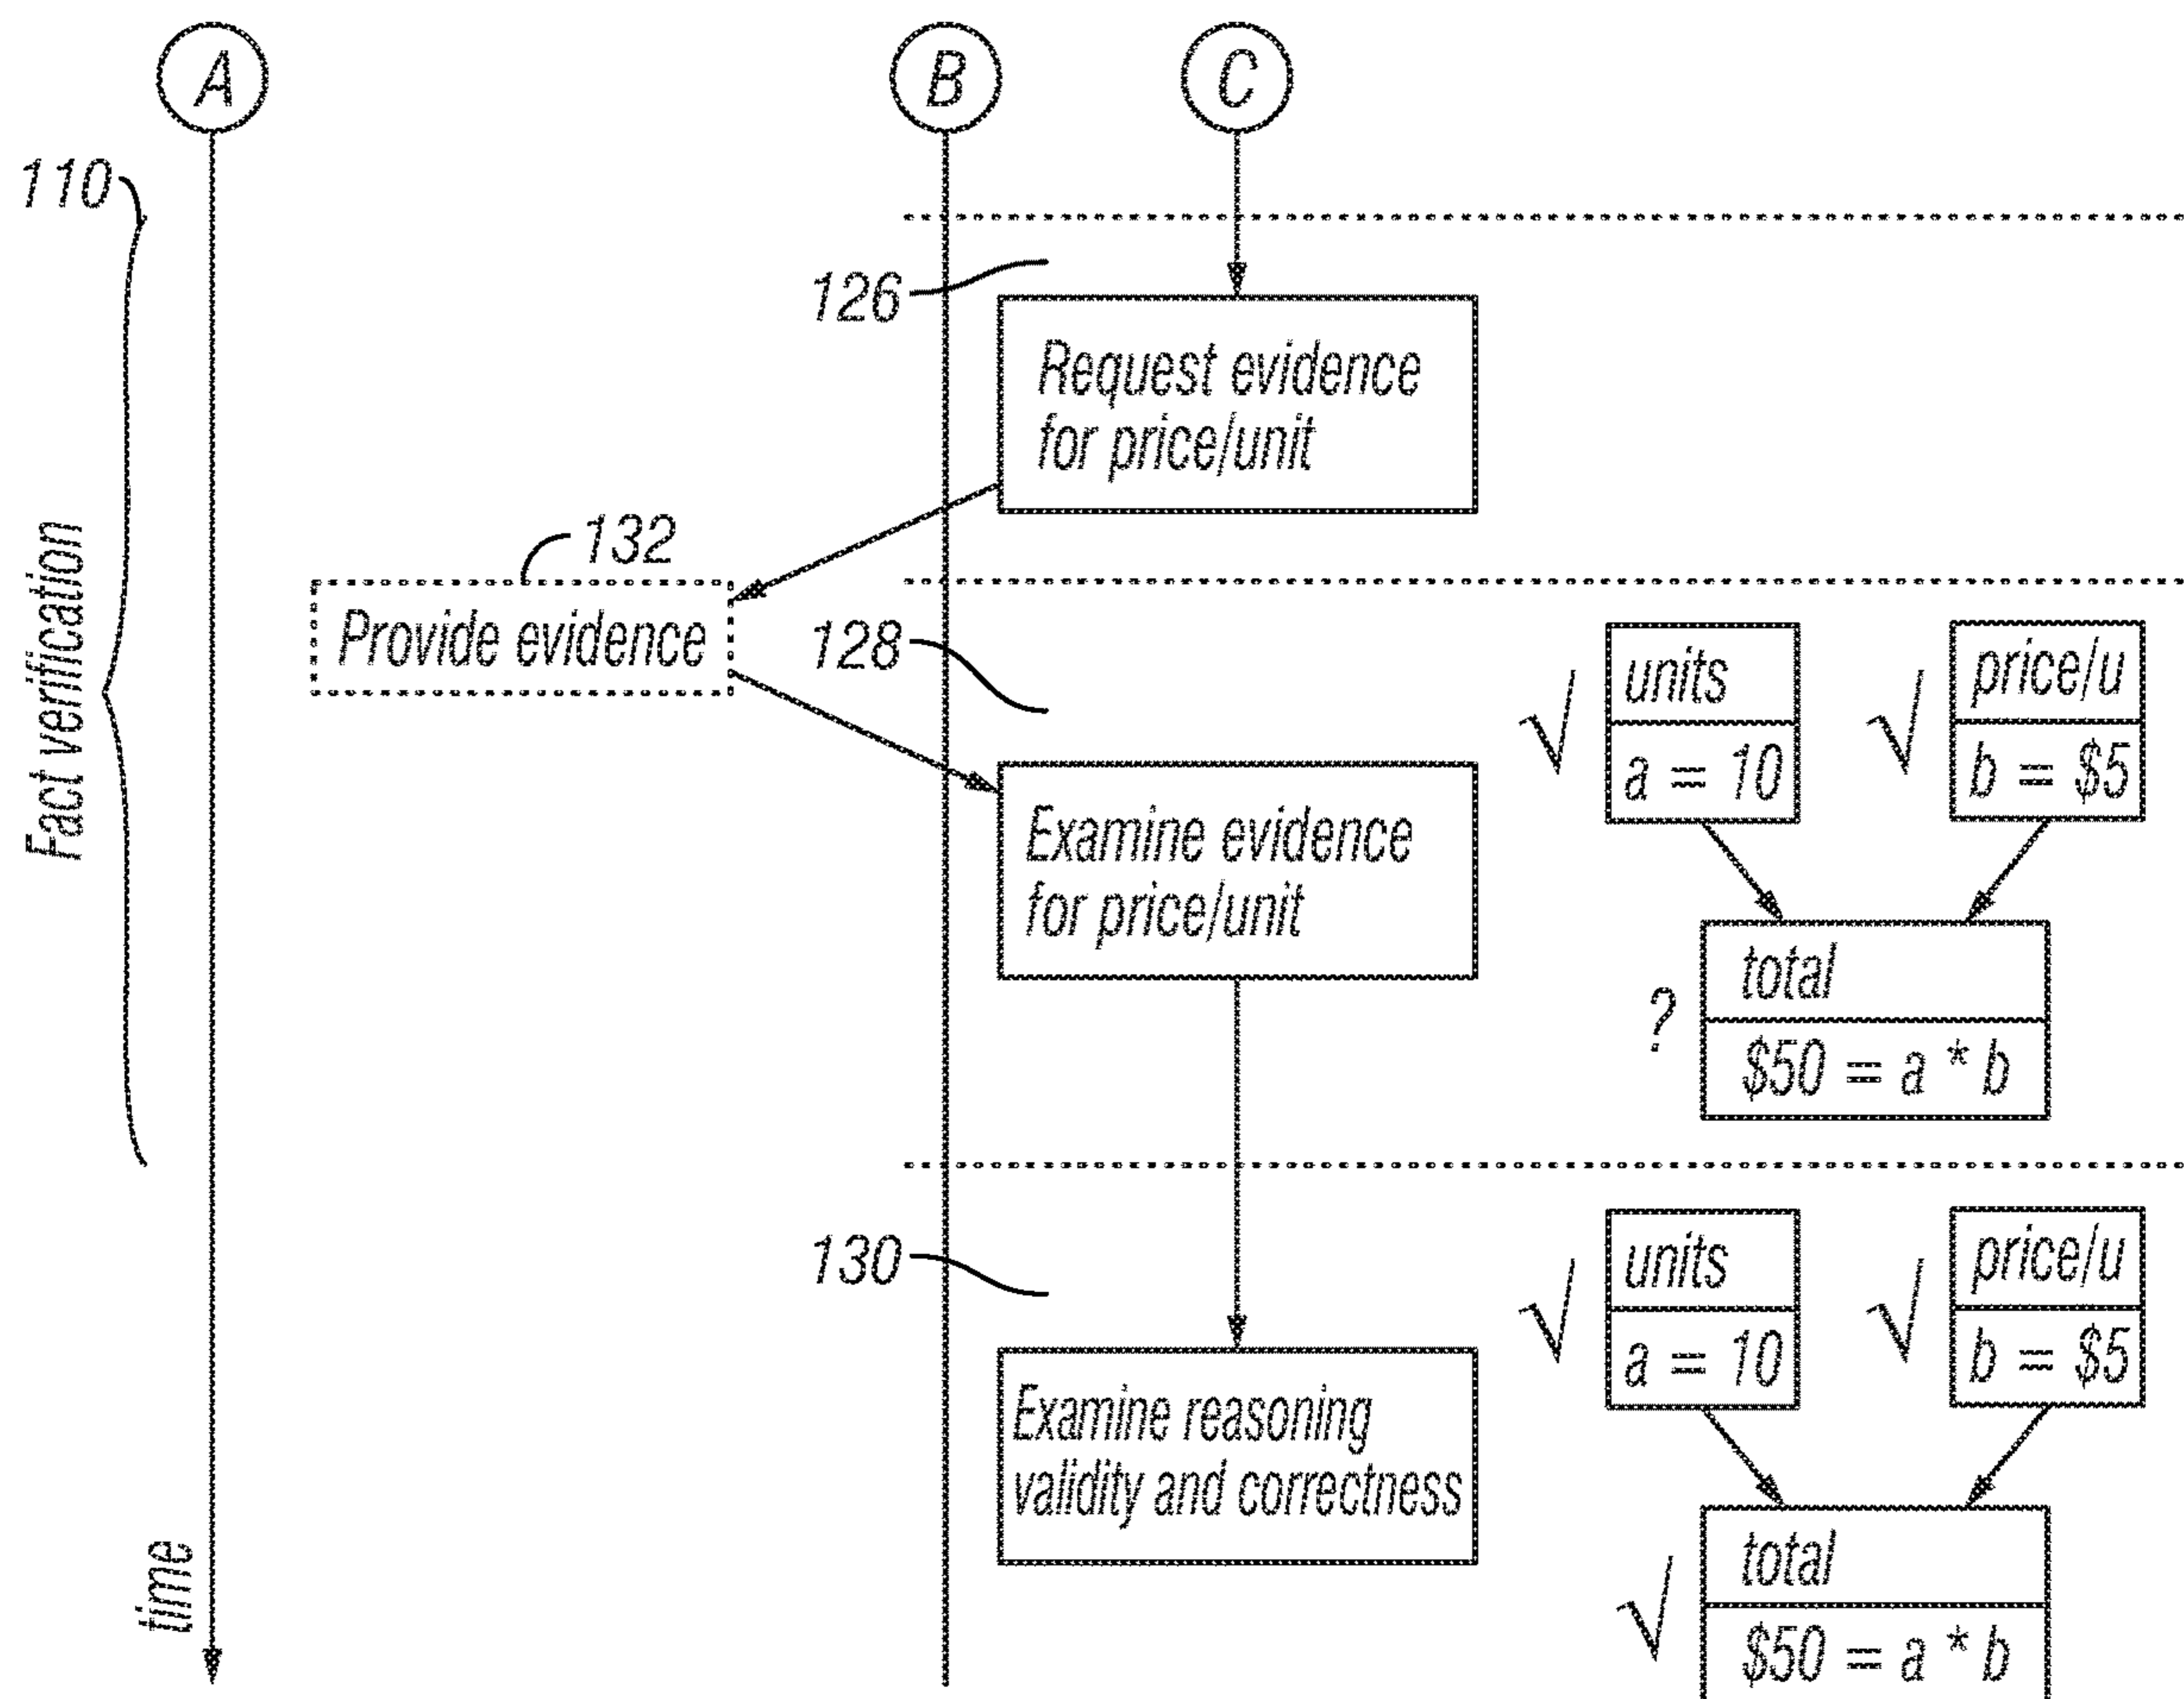 A
B
C
110
126
Request evidence
for price/unit
132
Provide evidence
Fact verification
128
units
a = 10
price/u
b = $5
Examine evidence
for price/unit
total
?
$50 = a * b
130
units
a = 10
price/u
b = $5
Examine reasoning
validity and correctness
time
total
$50 = a * b